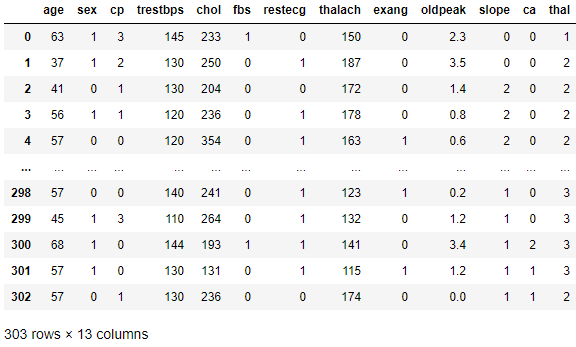 age sex cp trestbps chol fbs restecg thalach exang oldpeak slope ca thal
0 63 1 3 145 233 1 0 150 0 2.3 0 0 1
1 37 1 2 130 250 0 1 187 0 3.5 0 0 2
2 41 0 1 130 204 0 0 172 0 1.4 2 0 2
3 56 1 1 120 236 0 1 178 0 0.8 2 0 2
4 57 0 0 120 354 0 1 163 1 0.6 2 0 2
... ... ... ... ... ... ... ... ... ... ... ... ... ...
298 57 0 0 140 241 0 1 123 1 0.2 1 0 3
299 45 1 3 110 264 0 1 132 0 1.2 1 0 3
300 68 1 0 144 193 1 1 141 0 3.4 1 2 3
301 57 1 0 130 131 0 1 115 1 1.2 1 1 3
302 57 0 1 130 236 0 0 174 0 0.0 1 1 2
303 rows × 13 columns